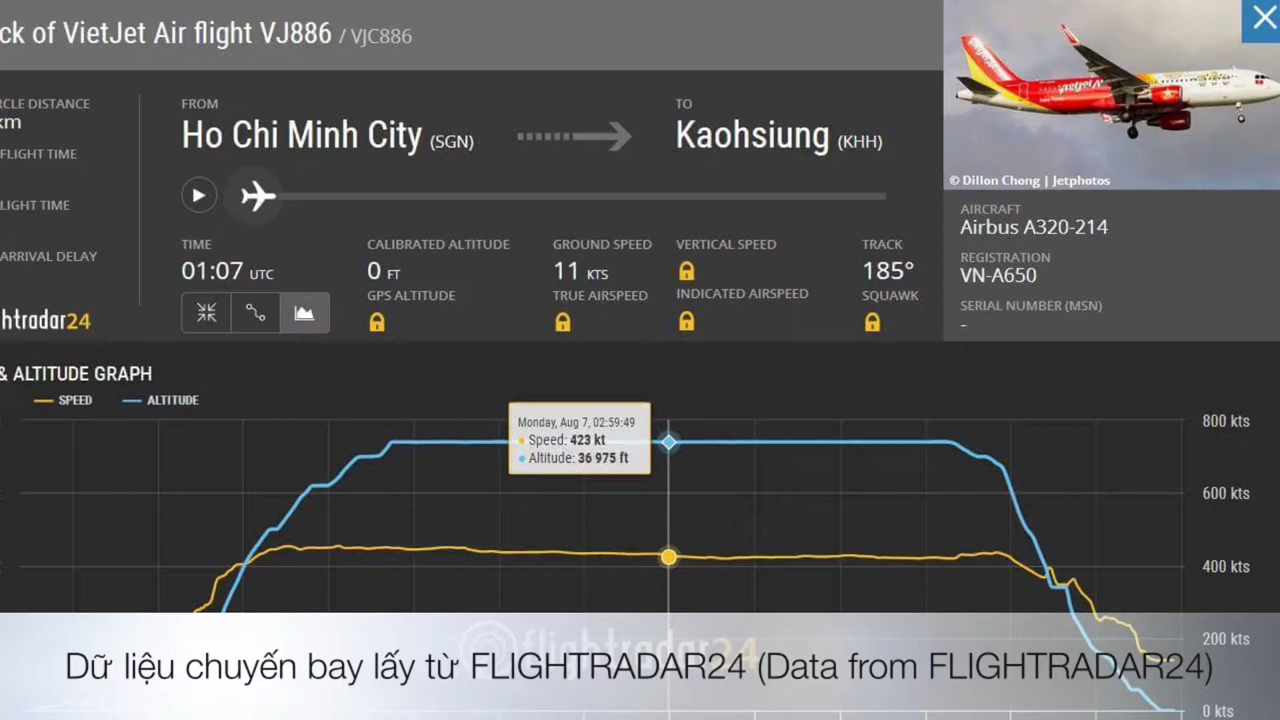 ck of VietJet Air flight VJ886 / VJC886
RCLE DISTANCE
km
FLIGHT TIME
LIGHT TIME
ARRIVAL DELAY
htradar24
FROM
Ho Chi Minh City (SGN)
TO
Kaohsiung (KHH)
TIME
01:07 UTC
CALIBRATED ALTITUDE
0 FT
GPS ALTITUDE
GROUND SPEED
11 KTS
TRUE AIRSPEED
VERTICAL SPEED
INDICATED AIRSPEED
TRACK
185°
SQUAWK
© Dillon Chong | Jetphotos
AIRCRAFT
Airbus A320-214
REGISTRATION
VN-A650
SERIAL NUMBER (MSN)
-
& ALTITUDE GRAPH
SPEED ALTITUDE
Monday, Aug 7, 02:59:49
Speed: 423 kt
Altitude: 36 975 ft
800 kts
600 kts
400 kts
200 kts
0 kts
flightradar24
Dữ liệu chuyến bay lấy từ FLIGHTRADAR24 (Data from FLIGHTRADAR24)